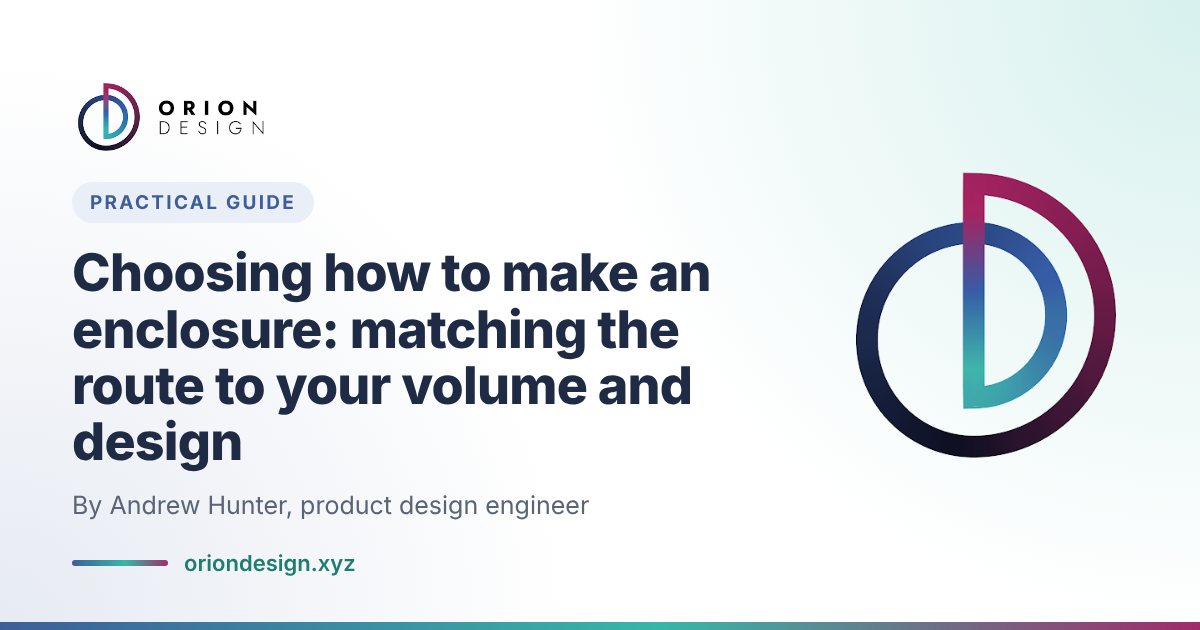 ORION
DESIGN
PRACTICAL GUIDE
Choosing how to make an
enclosure: matching the
route to your volume and
design
By Andrew Hunter, product design engineer
oriondesign.xyz